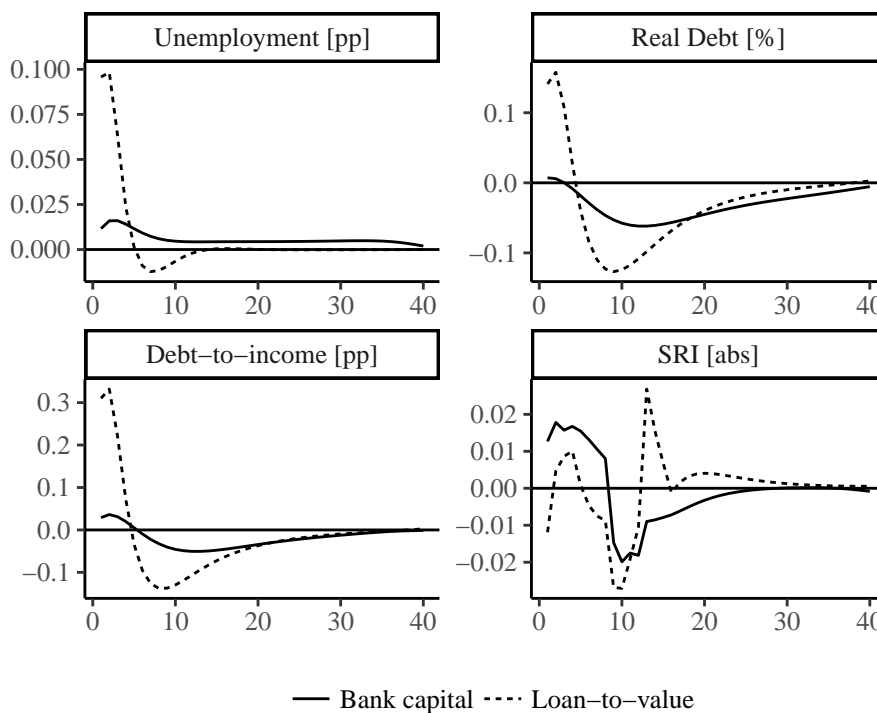 Unemployment [pp]
0.100
0.075
0.050
0.025
0.000
0 10 20 30 40
Real Debt [%]
0.1
0.0
−0.1
0 10 20 30 40
Debt−to−income [pp]
0.3
0.2
0.1
0.0
−0.1
0 10 20 30 40
SRI [abs]
0.02
0.01
0.00
−0.01
−0.02
0 10 20 30 40
Bank capital Loan−to−value